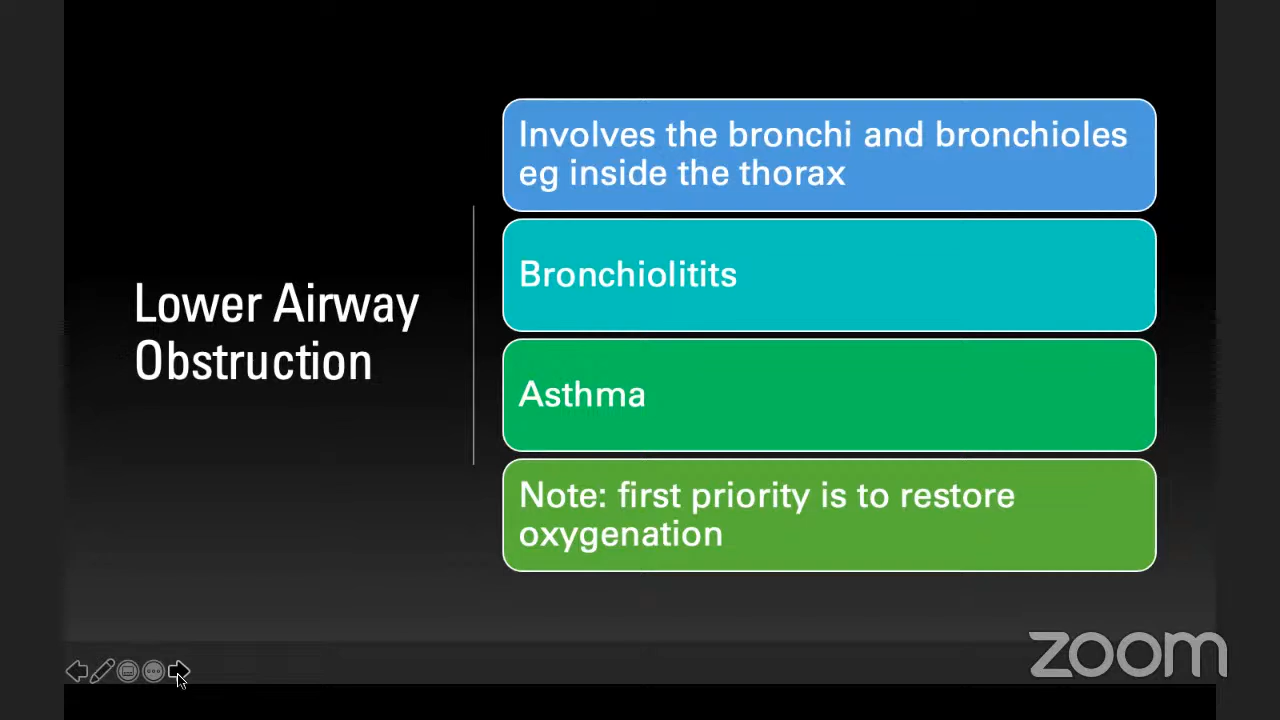 Lower Airway
Obstruction
Involves the bronchi and bronchioles
eg inside the thorax
Bronchiolitits
Asthma
Note: first priority is to restore
oxygenation
zoom